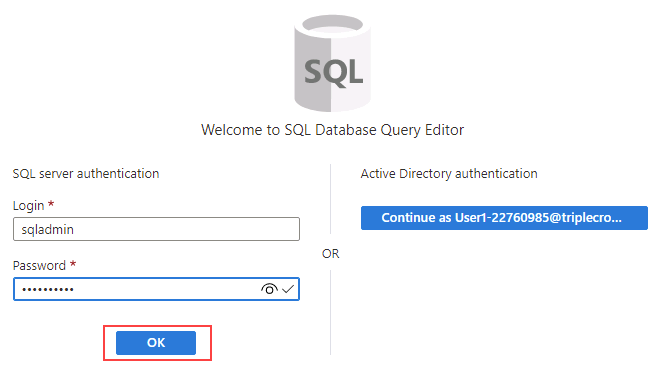 SQL
Welcome to SQL Database Query Editor
SQL server authentication
Login *
sqladmin
Password *
••••••••••
OK
OR
Active Directory authentication
Continue as User1-22760985@triplecro...